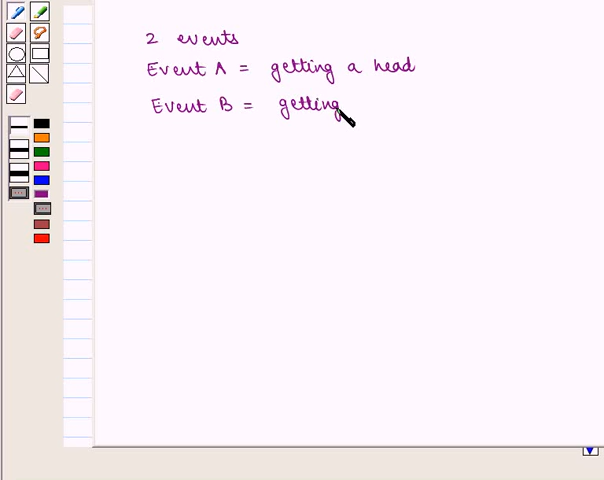 2 events
Event A = getting a head
Event B = getting